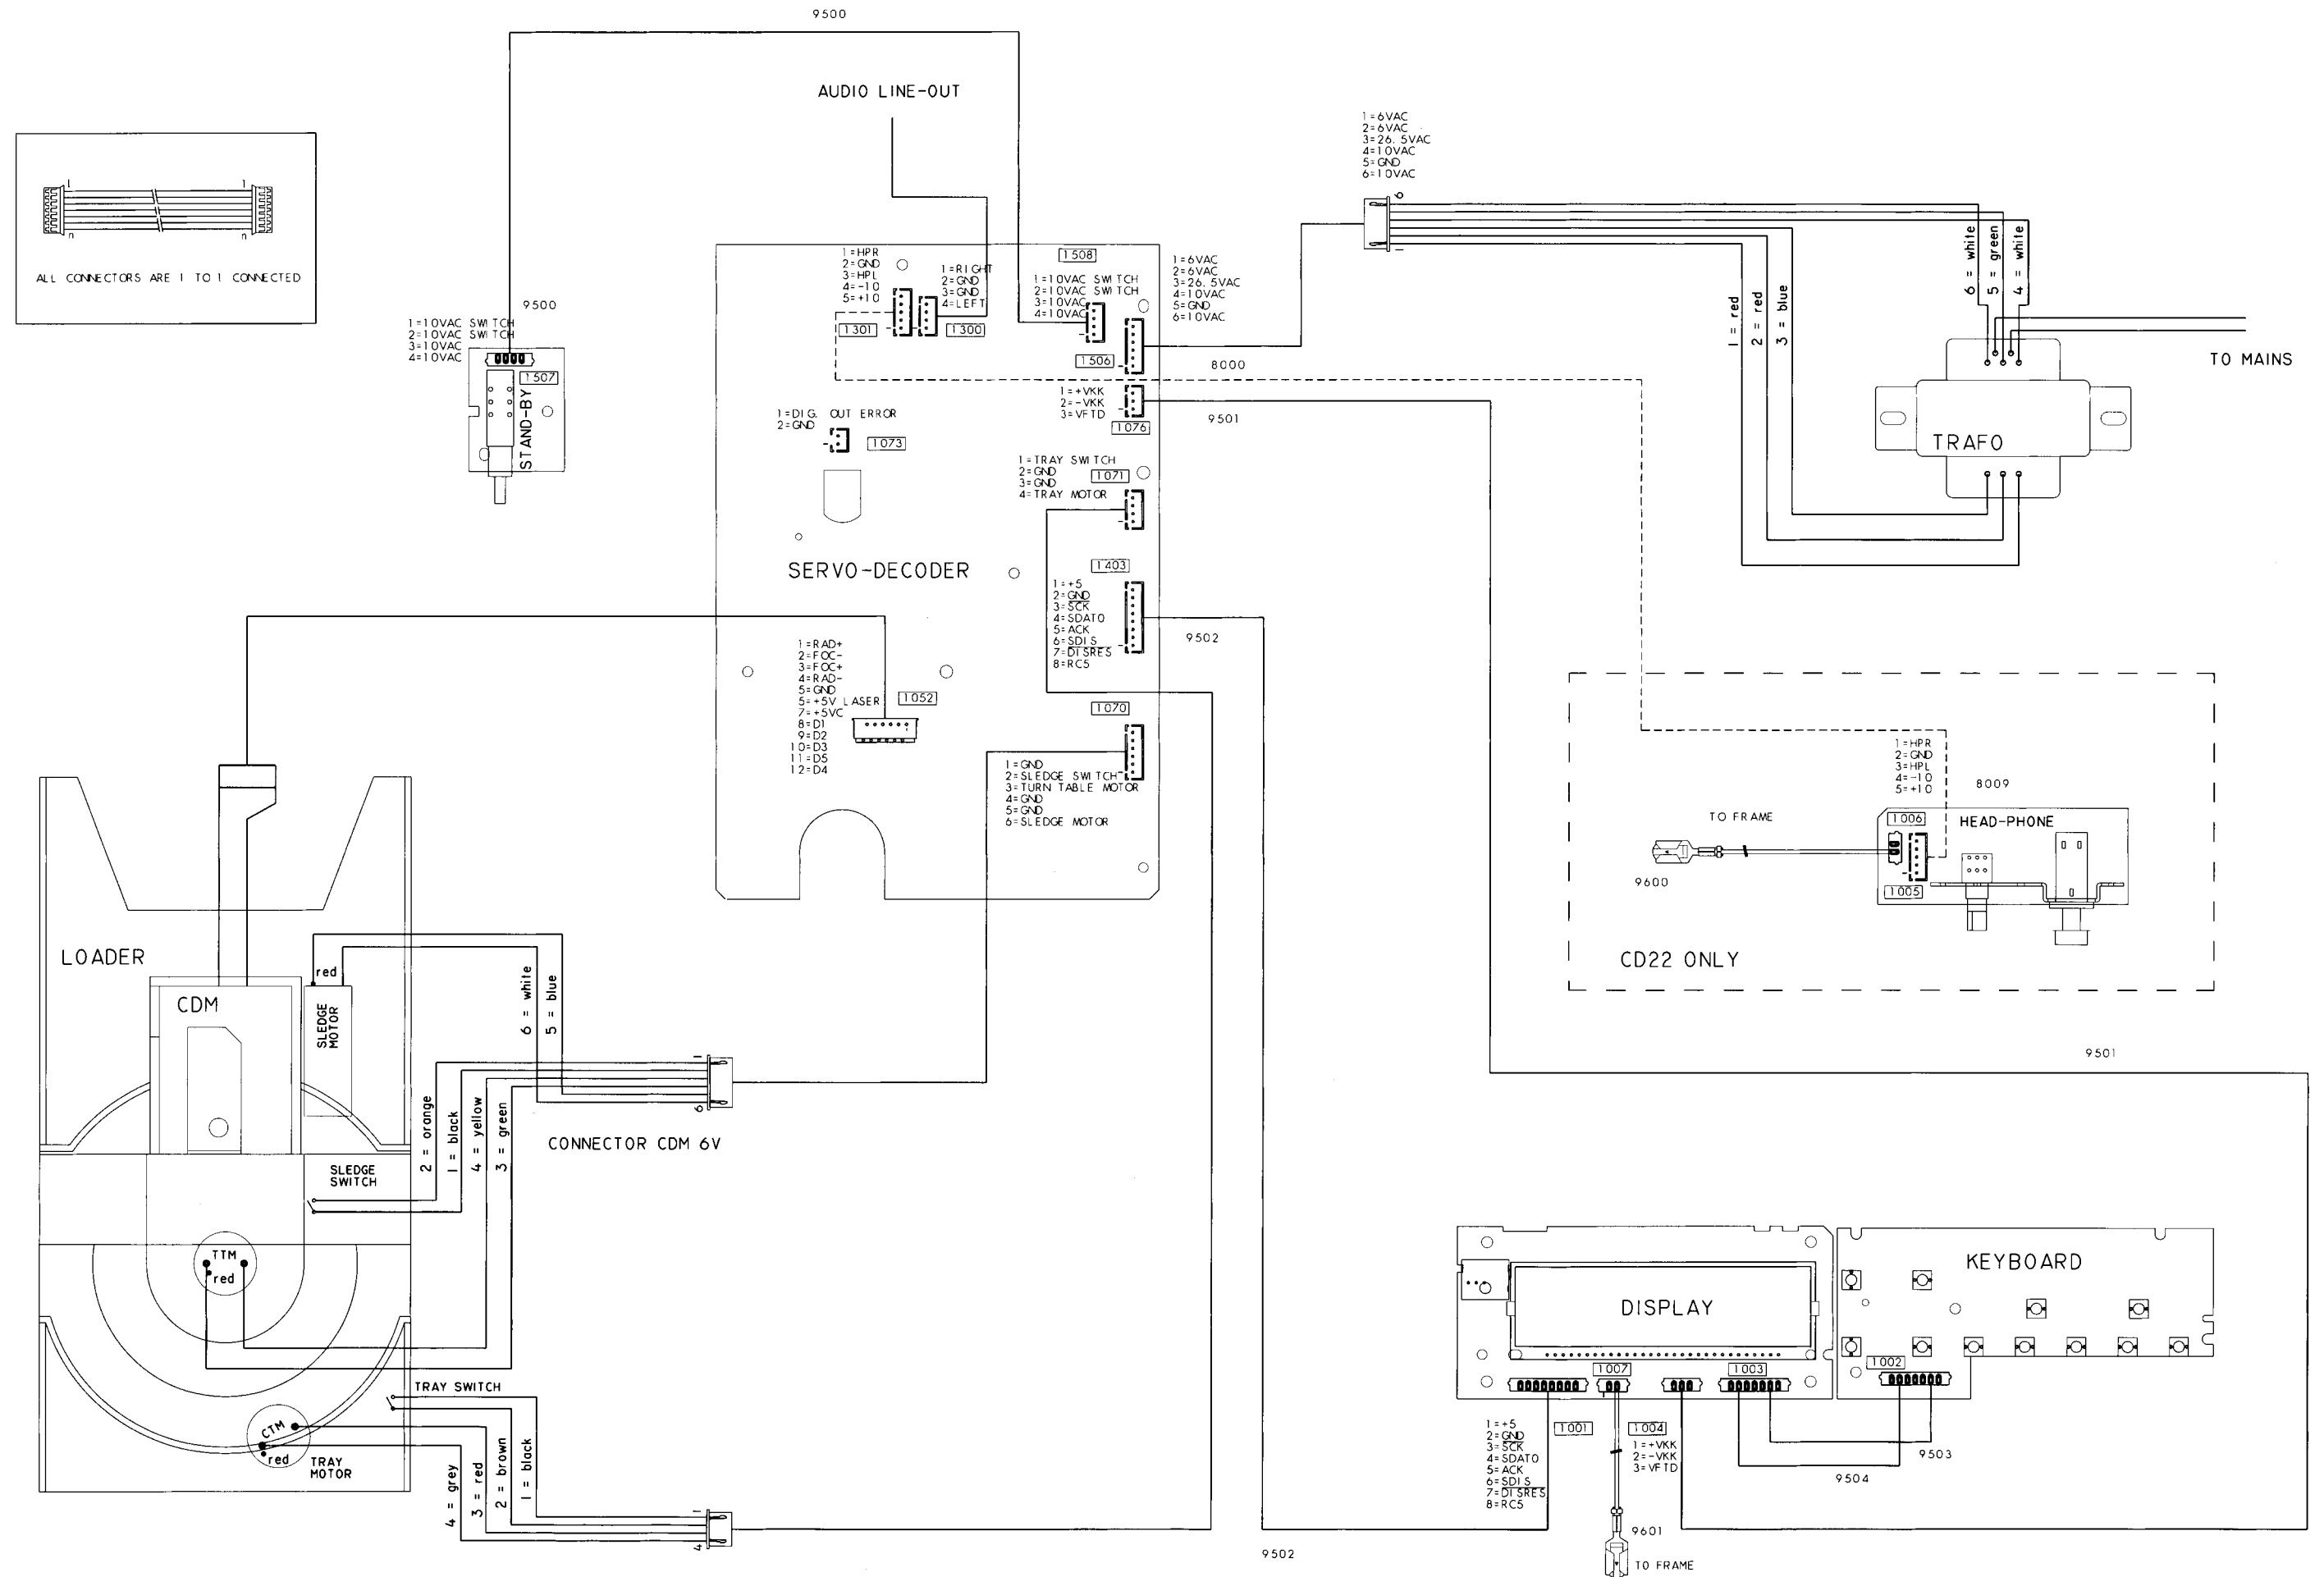 9500
AUDIO LINE-OUT
1=6VAC
2=6VAC
3=26.5VAC
4=10VAC
5=GND
6=10VAC
6
1
1
1
n
n
ALL CONNECTORS ARE 1 TO 1 CONNECTED
6 = white
5 = green
4 = white
1 = red
2 = red
3 = blue
TO MAINS
TRAFO
9500
1=10VAC SWITCH
2=10VAC SWITCH
3=10VAC
4=10VAC
1507
STAND-BY
1=HPR
2=GND
3=HPL
4=-10
5=+10
1301
1=RIGHT
2=GND
3=GND
4=LEFT
1300
1508
1=10VAC SWITCH
2=10VAC SWITCH
3=10VAC
4=10VAC
1506
1=6VAC
2=6VAC
3=26.5VAC
4=10VAC
5=GND
6=10VAC
8000
1=+VKK
2=-VKK
3=VFTD
1076
9501
1=DIG. OUT ERROR
2=GND
1073
1=TRAY SWITCH
2=GND
3=GND
4=TRAY MOTOR
1071
SERVO-DECODER
1403
1=+5
2=GND
3=SCK
4=SDATO
5=ACK
6=SDIS
7=DISRES
8=RC5
9502
1=RAD+
2=FOC-
3=FOC+
4=RAD-
5=GND
5=+5V LASER
7=+5VC
8=D1
9=D2
10=D3
11=D5
12=D4
1052
1070
1=GND
2=SLEDGE SWITCH
3=TURN TABLE MOTOR
4=GND
5=GND
6=SLEDGE MOTOR
1=HPR
2=GND
3=HPL
4=-10
5=+10
8009
TO FRAME
9600
1006
HEAD-PHONE
1005
CD22 ONLY
9501
LOADER
CDM
red
SLEDGE
MOTOR
6 = white
5 = blue
2 = orange
1 = black
4 = yellow
3 = green
1
6
CONNECTOR CDM 6V
SLEDGE
SWITCH
TTM
red
TRAY SWITCH
CTM
red
TRAY
MOTOR
4 = grey
3 = red
2 = brown
1 = black
1
4
DISPLAY
KEYBOARD
1007
1003
1002
1=+5
2=GND
3=SCK
4=SDATO
5=ACK
6=SDIS
7=DISRES
8=RC5
1001
1004
1=+VKK
2=-VKK
3=VFTD
9503
9504
9601
TO FRAME
9502